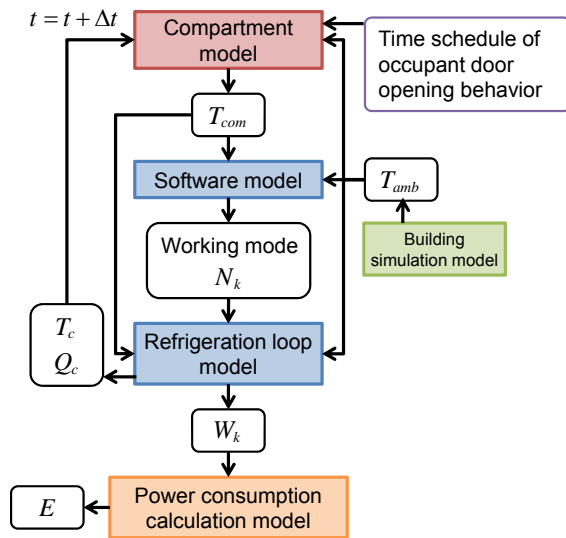 t = t + Δt
Compartment
model
Time schedule of
occupant door
opening behavior
T_com
Software model
T_amb
Working mode
N_k
Building
simulation model
T_c
Q_c
Refrigeration loop
model
W_k
Power consumption
calculation model
E